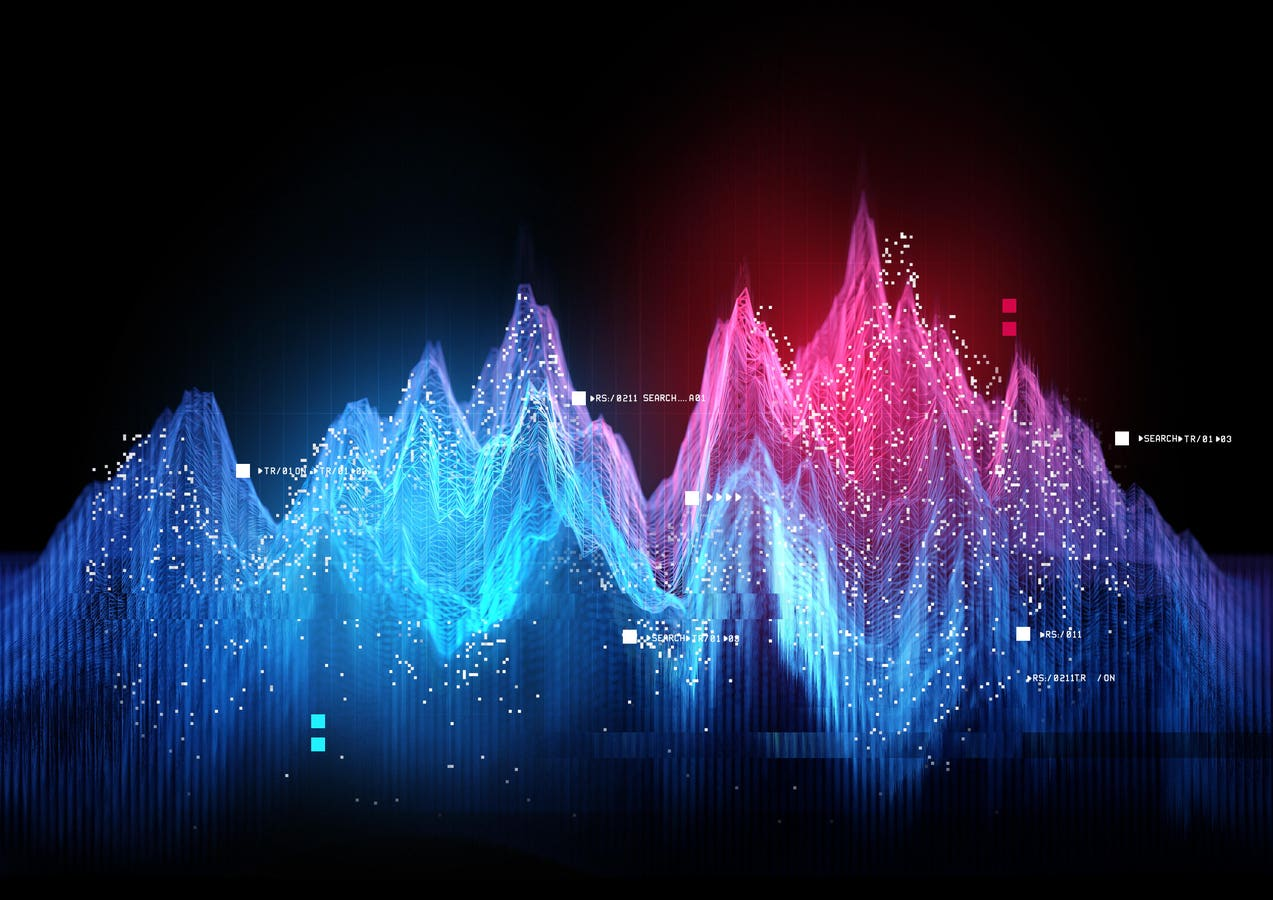 ▶RS:/0211 SEARCH....A01
▶SEARCH▶TR/01▶03
▶TR/01ON ▶TR/01▶03
▶▶▶▶
▶SEARCH▶TR/01▶03
▶RS:/011
▶RS:/0211TR /ON